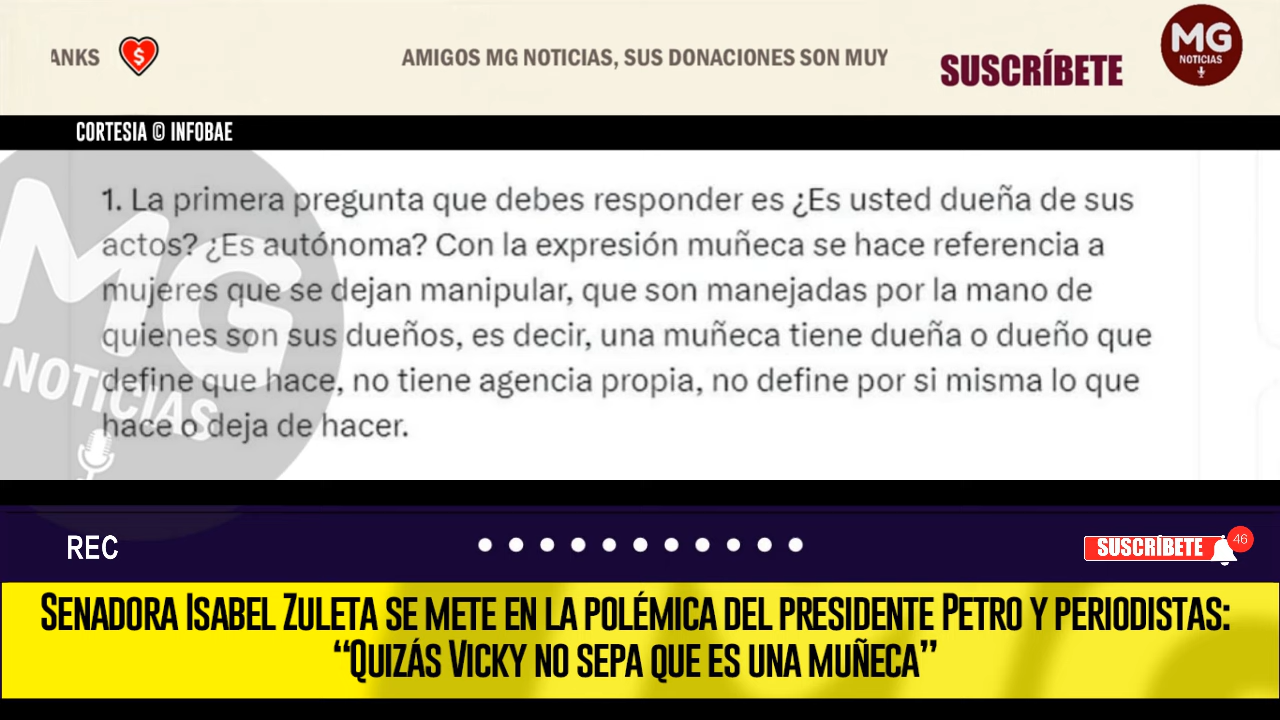 ANKS
AMIGOS MG NOTICIAS, SUS DONACIONES SON MUY
SUSCRÍBETE
MG
NOTICIAS
CORTESIA © INFOBAE
1. La primera pregunta que debes responder es ¿Es usted dueña de sus
actos? ¿Es autónoma? Con la expresión muñeca se hace referencia a
mujeres que se dejan manipular, que son manejadas por la mano de
quienes son sus dueños, es decir, una muñeca tiene dueña o dueño que
define que hace, no tiene agencia propia, no define por si misma lo que
hace o deja de hacer.
MG
NOTICIAS
REC
SUSCRÍBETE
46
SENADORA ISABEL ZULETA SE METE EN LA POLÉMICA DEL PRESIDENTE PETRO Y PERIODISTAS:
“QUIZÁS VICKY NO SEPA QUE ES UNA MUÑECA”